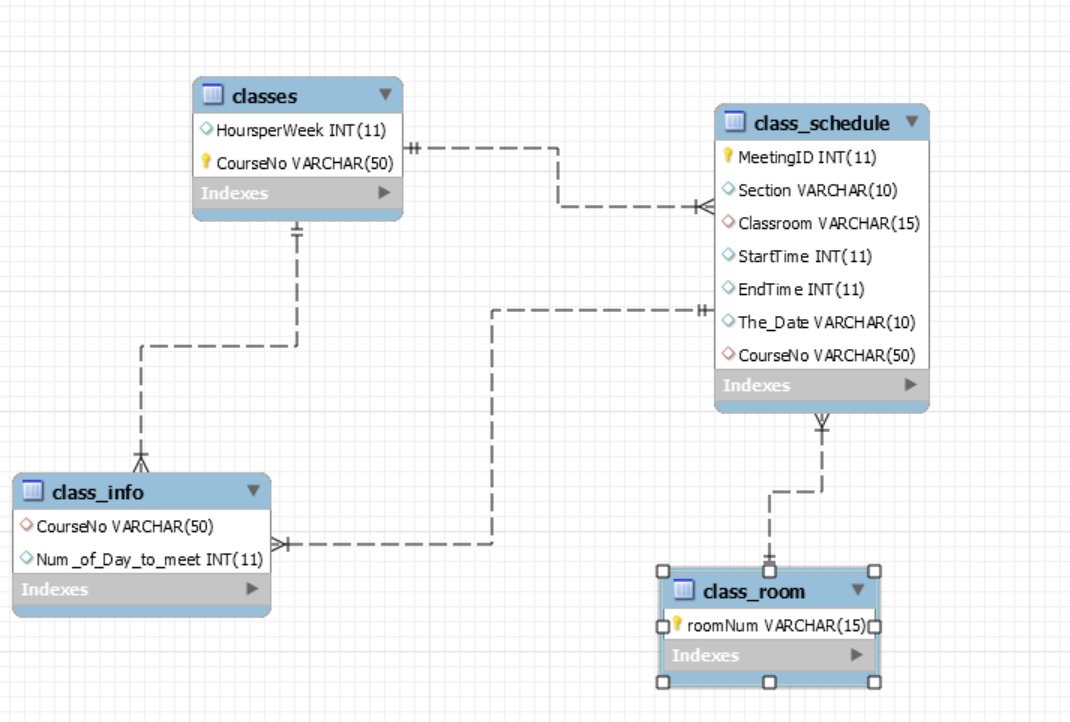 classes
HoursperWeek INT(11)
CourseNo VARCHAR(50)
Indexes
class_schedule
MeetingID INT(11)
Section VARCHAR(10)
Classroom VARCHAR(15)
StartTime INT(11)
EndTime INT(11)
The_Date VARCHAR(10)
CourseNo VARCHAR(50)
Indexes
class_info
CourseNo VARCHAR(50)
Num_of_Day_to_meet INT(11)
Indexes
class_room
roomNum VARCHAR(15)
Indexes